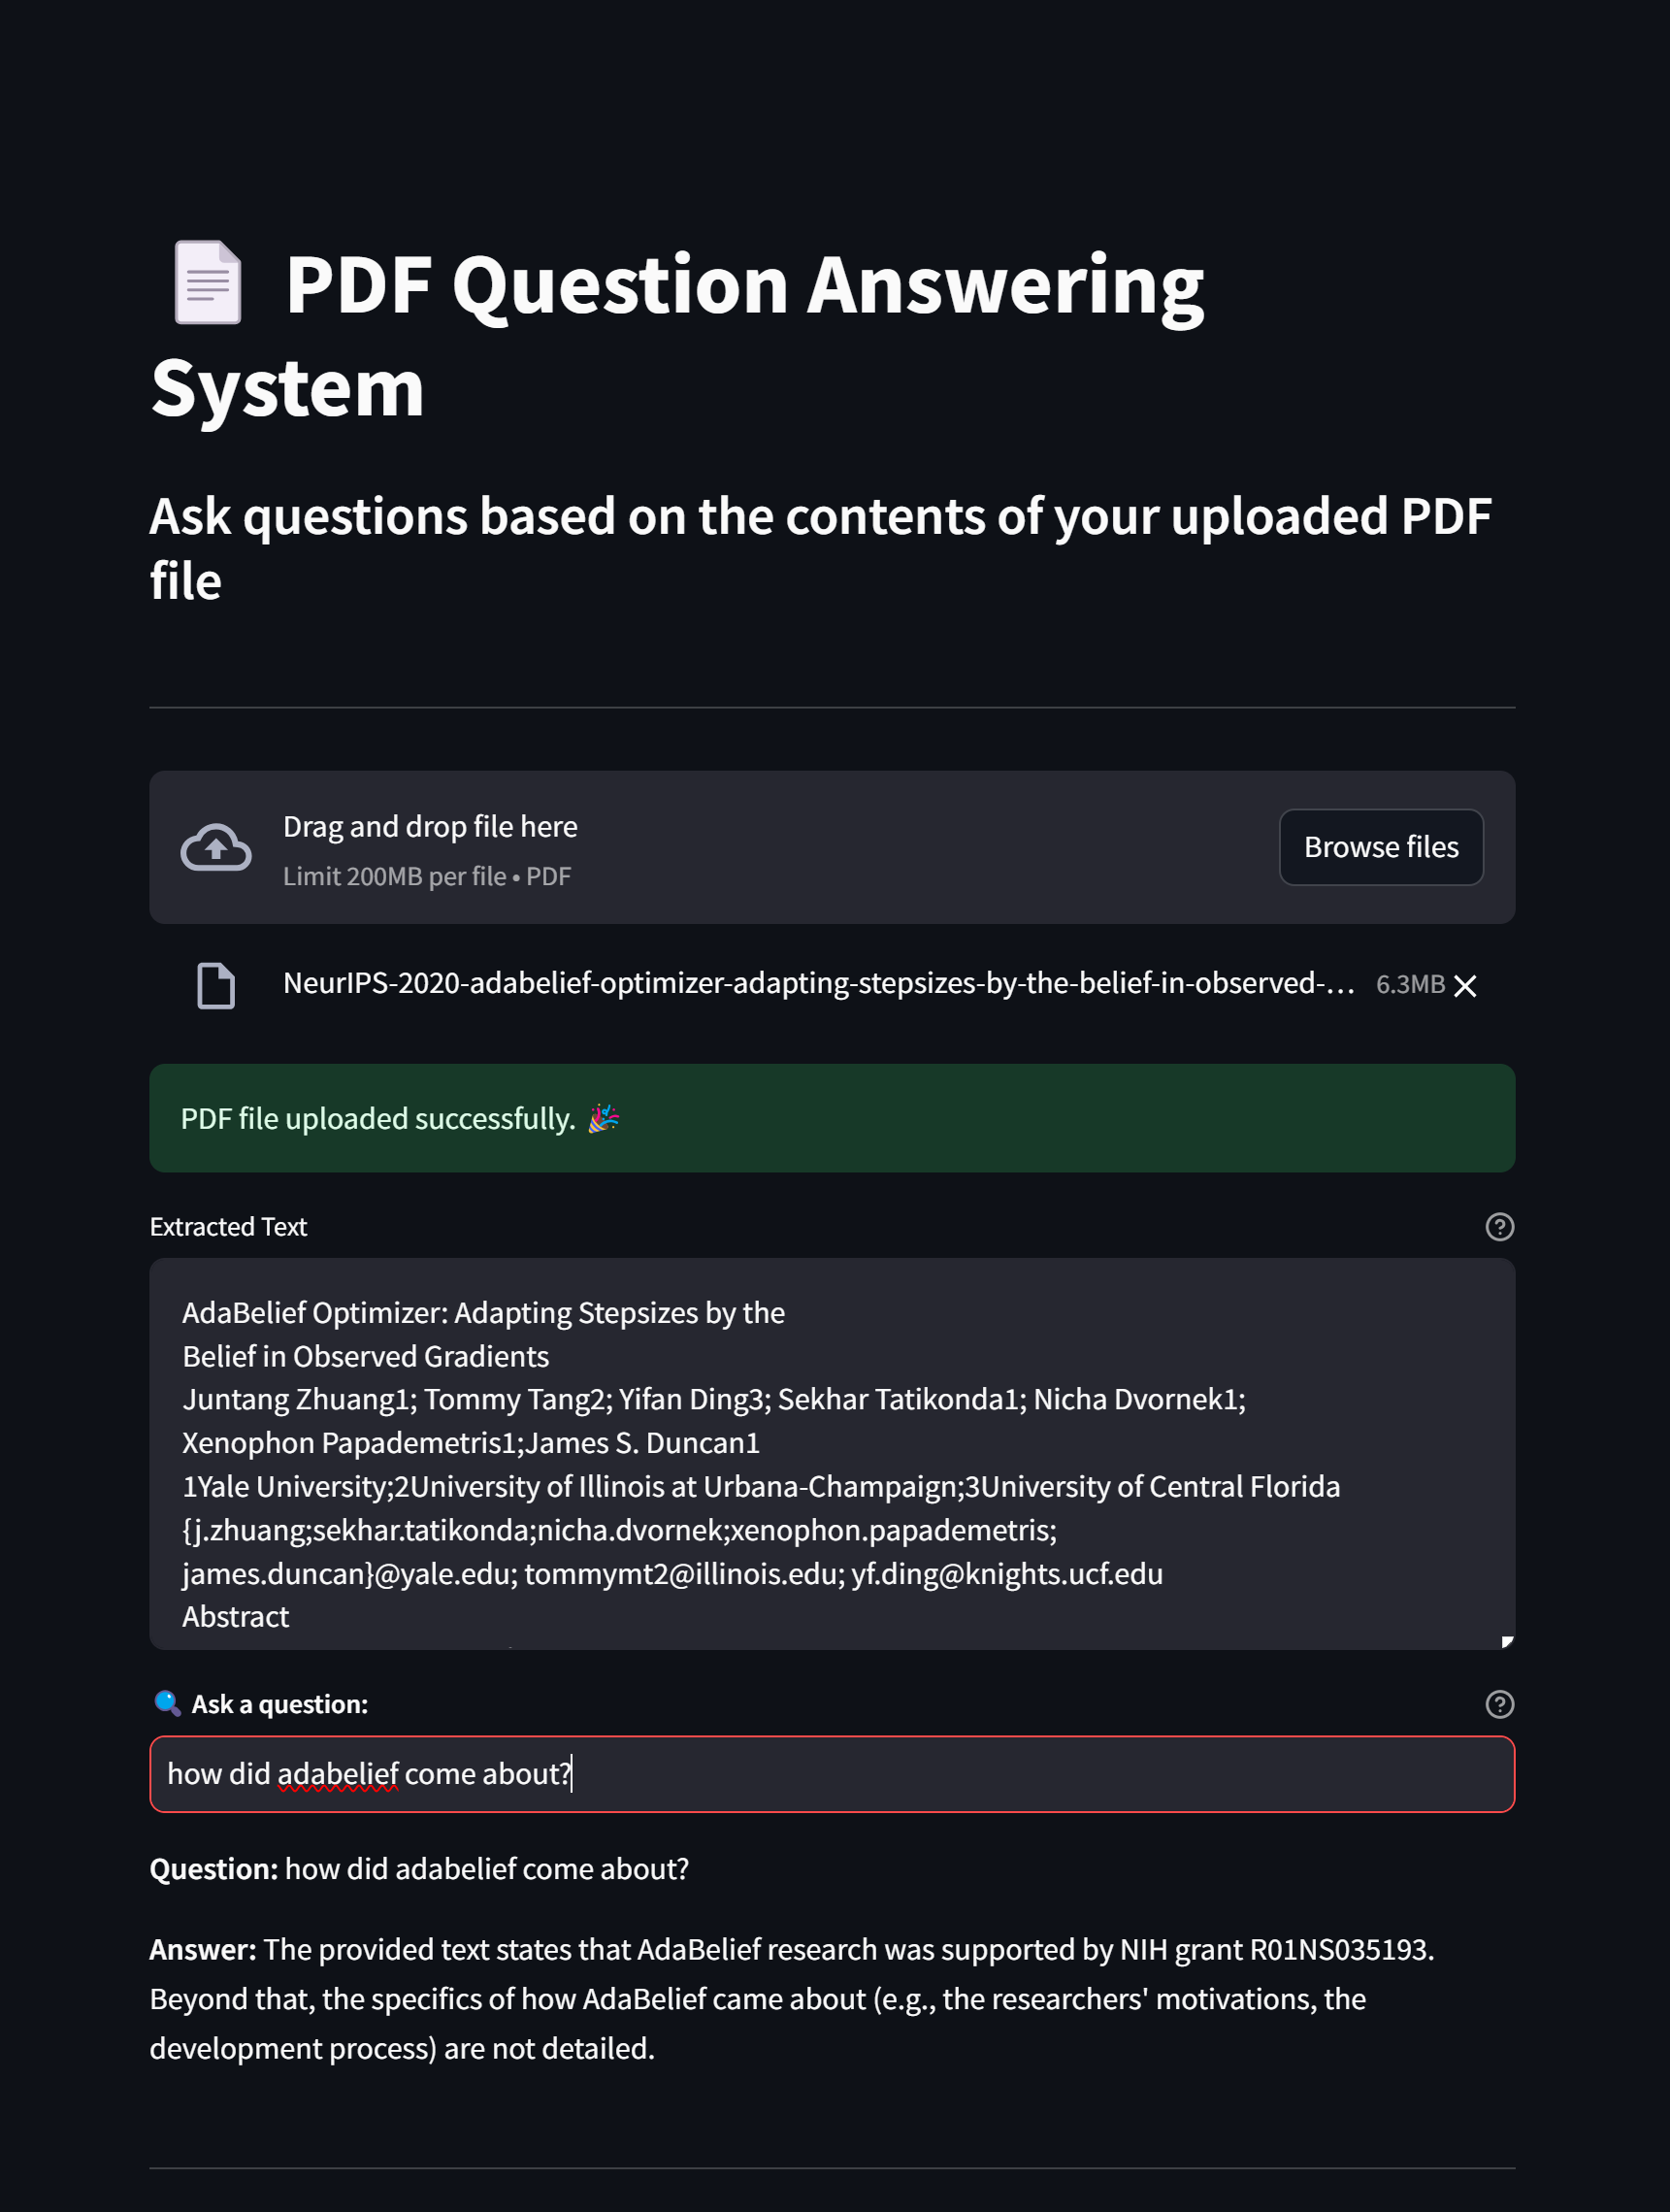 PDF Question Answering
System
Ask questions based on the contents of your uploaded PDF
file
Drag and drop file here
Limit 200MB per file • PDF
Browse files
NeurIPS-2020-adabelief-optimizer-adapting-stepsizes-by-the-belief-in-observed-... 6.3MB
PDF file uploaded successfully. 🎉
Extracted Text
AdaBelief Optimizer: Adapting Stepsizes by the
Belief in Observed Gradients
Juntang Zhuang1; Tommy Tang2; Yifan Ding3; Sekhar Tatikonda1; Nicha Dvornek1;
Xenophon Papademetris1;James S. Duncan1
1Yale University;2University of Illinois at Urbana-Champaign;3University of Central Florida
{j.zhuang;sekhar.tatikonda;nicha.dvornek;xenophon.papademetris;
james.duncan}@yale.edu; tommymt2@illinois.edu; yf.ding@knights.ucf.edu
Abstract
🔍 Ask a question:
how did adabelief come about?
Question: how did adabelief come about?
Answer: The provided text states that AdaBelief research was supported by NIH grant R01NS035193.
Beyond that, the specifics of how AdaBelief came about (e.g., the researchers' motivations, the
development process) are not detailed.